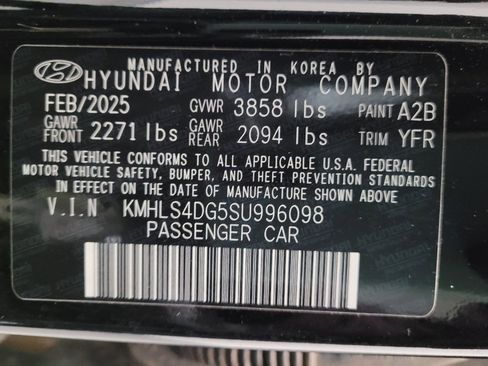 MANUFACTURED IN KOREA BY
HYUNDAI MOTOR COMPANY
FEB/2025 GVWR 3858 lbs PAINT A2B
GAWR FRONT 2271 lbs GAWR REAR 2094 lbs TRIM YFR
THIS VEHICLE CONFORMS TO ALL APPLICABLE U.S.A. FEDERAL
MOTOR VEHICLE SAFETY, BUMPER, AND THEFT PREVENTION STANDARDS
IN EFFECT ON THE DATE OF MANUFACTURE SHOWN ABOVE
V.I.N KMHLS4DG5SU996098
PASSENGER CAR